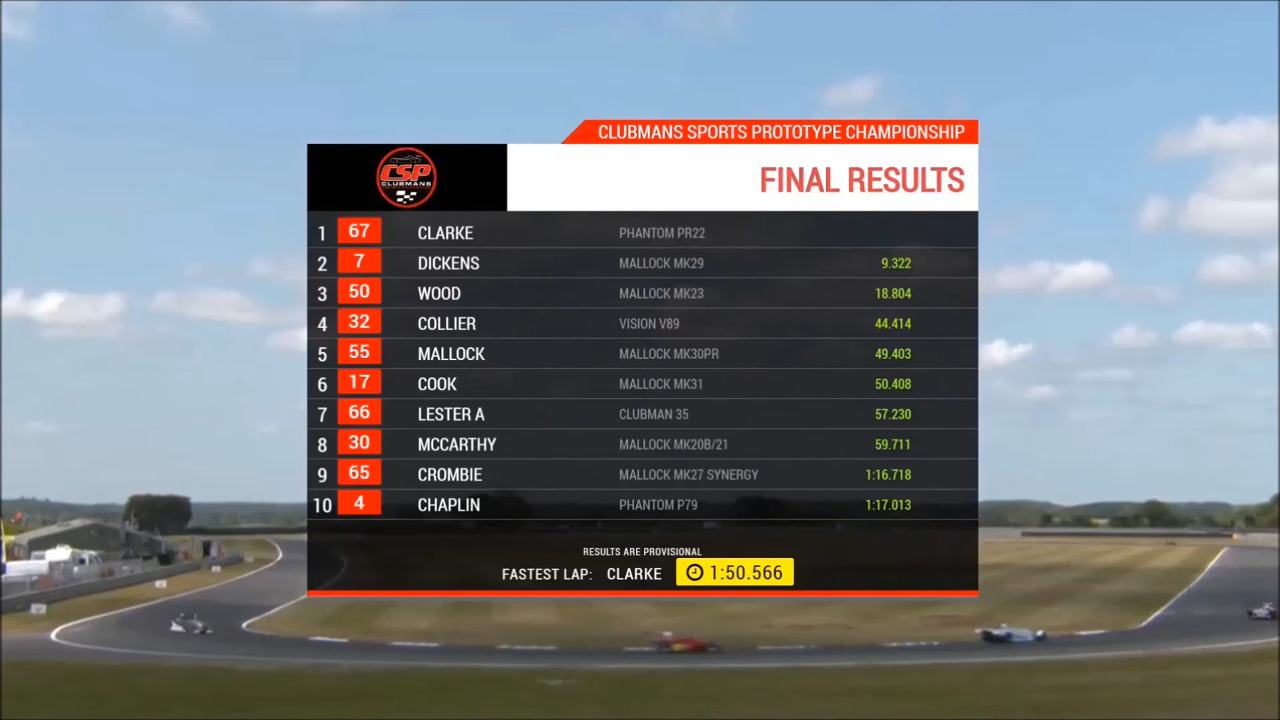 CLUBMANS SPORTS PROTOTYPE CHAMPIONSHIP
CSP
CLUBMANS
FINAL RESULTS
1 67 CLARKE PHANTOM PR22
2 7 DICKENS MALLOCK MK29 9.322
3 50 WOOD MALLOCK MK23 18.804
4 32 COLLIER VISION V89 44.414
5 55 MALLOCK MALLOCK MK30PR 49.403
6 17 COOK MALLOCK MK31 50.408
7 66 LESTER A CLUBMAN 35 57.230
8 30 MCCARTHY MALLOCK MK20B/21 59.711
9 65 CROMBIE MALLOCK MK27 SYNERGY 1:16.718
10 4 CHAPLIN PHANTOM P79 1:17.013
RESULTS ARE PROVISIONAL
FASTEST LAP: CLARKE 1:50.566